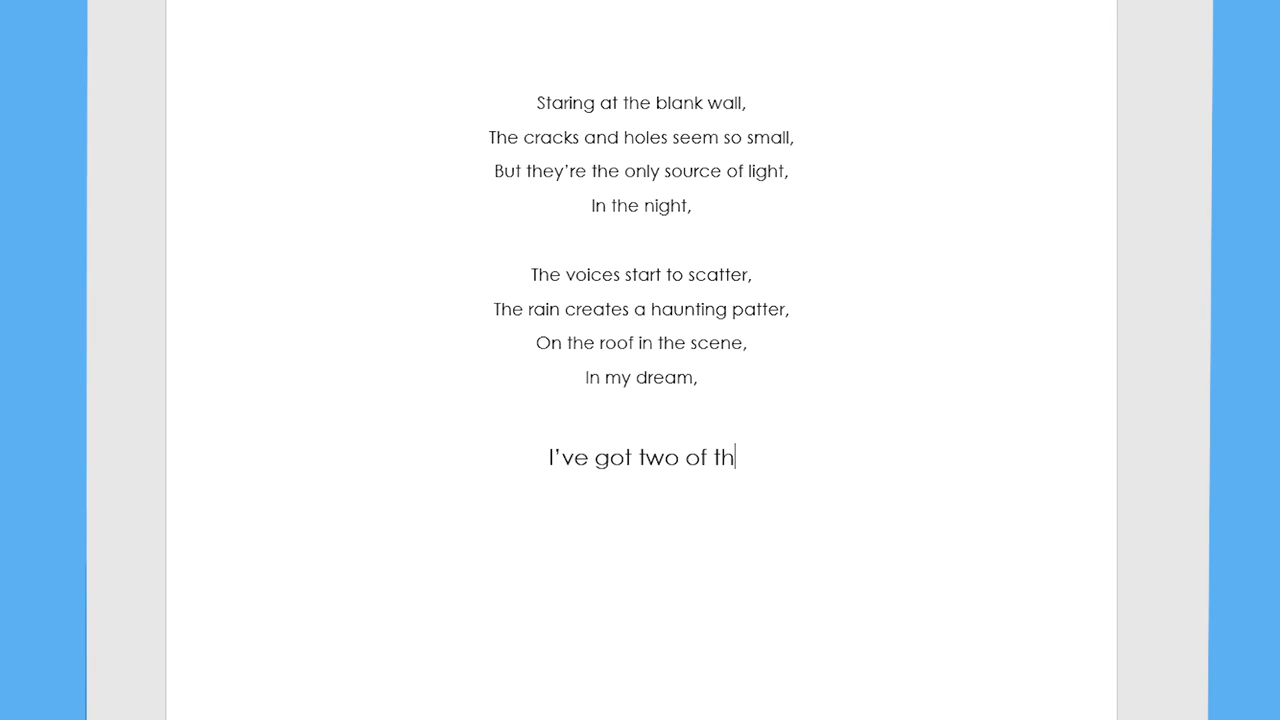 Staring at the blank wall,
The cracks and holes seem so small,
But they’re the only source of light,
In the night,
The voices start to scatter,
The rain creates a haunting patter,
On the roof in the scene,
In my dream,
I’ve got two of th